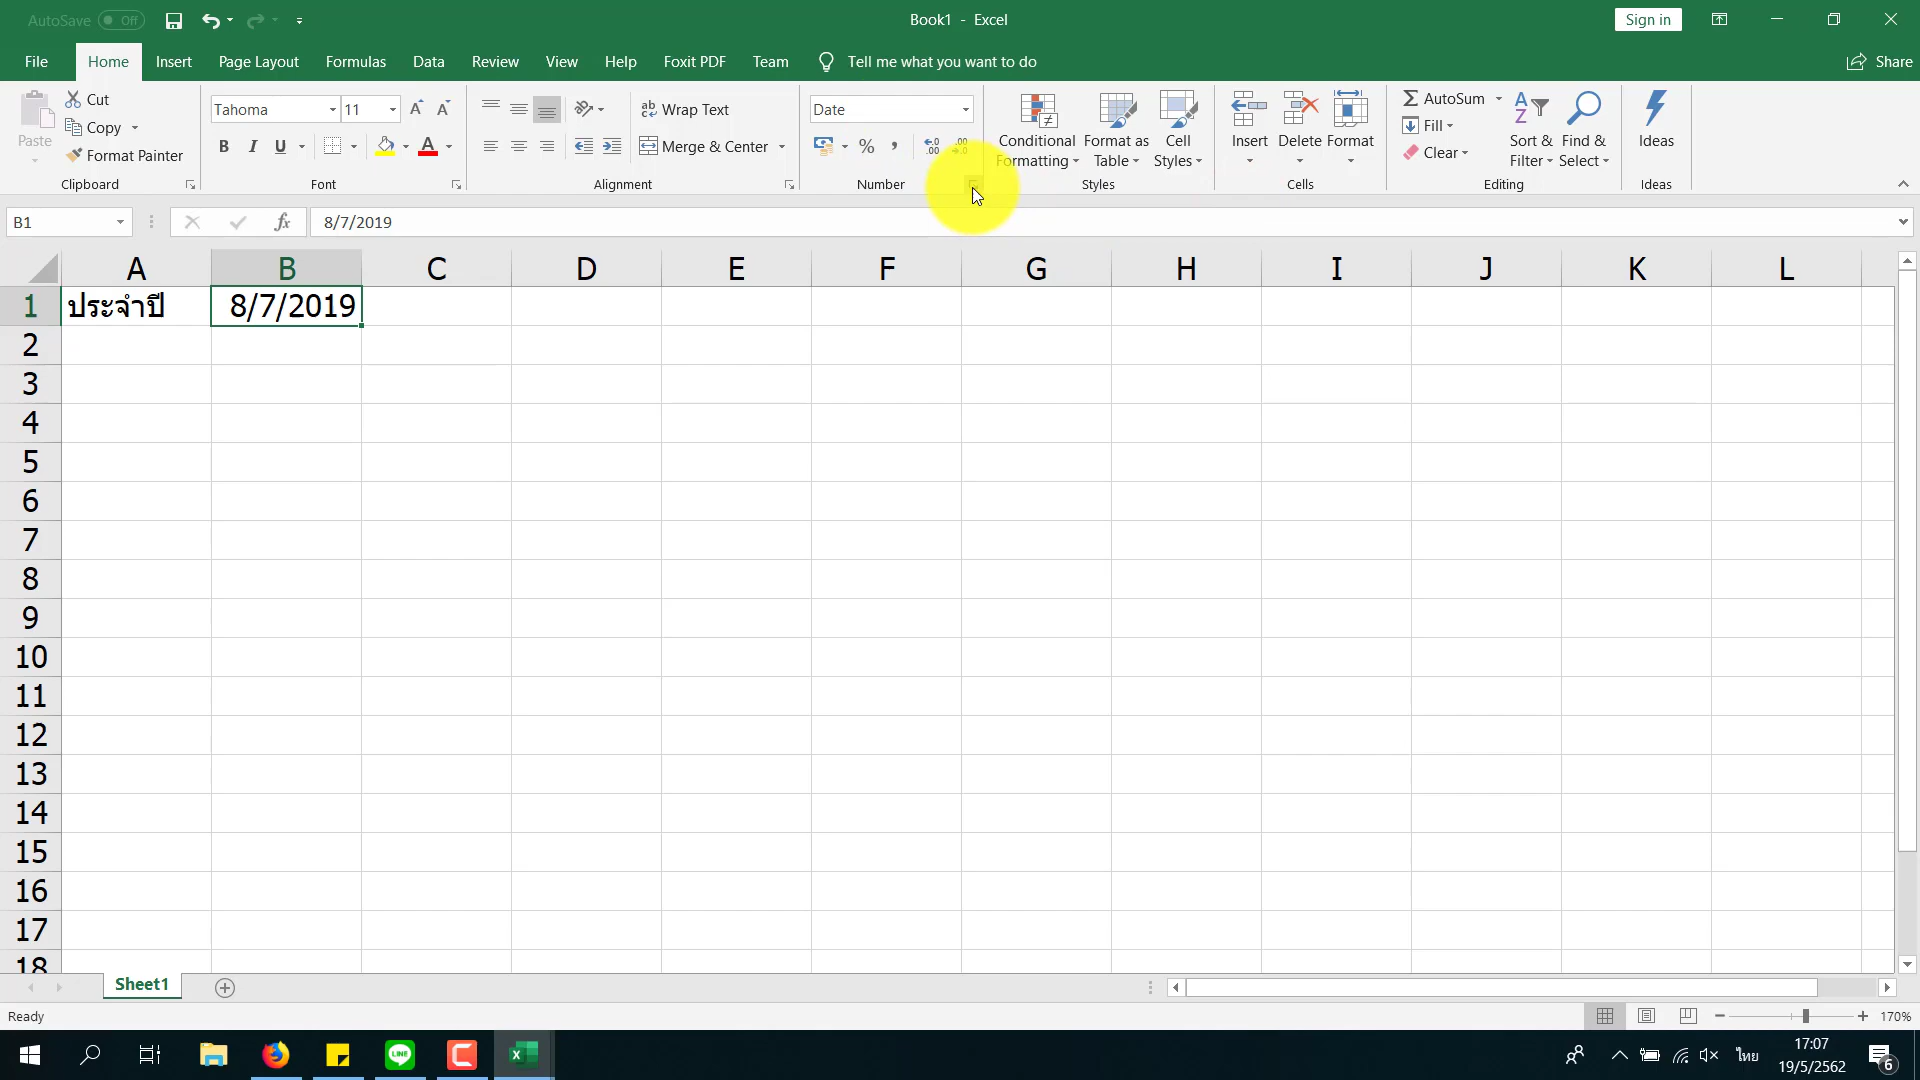 AutoSave Off
Book1 - Excel
Sign in
File Home Insert Page Layout Formulas Data Review View Help Foxit PDF Team Tell me what you want to do Share
Paste
Cut
Copy
Format Painter
Clipboard
Tahoma 11
B I U
Font
Wrap Text
Merge & Center
Alignment
Date
Number
Conditional Formatting
Format as Table
Cell Styles
Styles
Insert Delete Format
Cells
AutoSum
Fill
Clear
Sort & Filter
Find & Select
Editing
Ideas
Ideas
B1 fx 8/7/2019
A B C D E F G H I J K L
1 ประจำปี 8/7/2019
2
3
4
5
6
7
8
9
10
11
12
13
14
15
16
17
18
Sheet1
Ready 170%
LINE
ไทย
17:07
19/5/2562
6